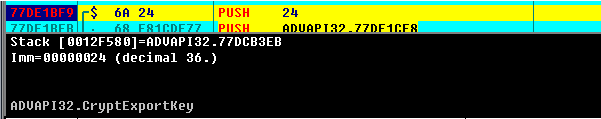 77DE1BF9 $ 6A 24 PUSH 24
77DE1BFB . 68 E81CDE77 PUSH ADVAPI32.77DE1CE8
Stack [0012F580]=ADVAPI32.77DCB3EB
Imm=00000024 (decimal 36.)
ADVAPI32.CryptExportKey